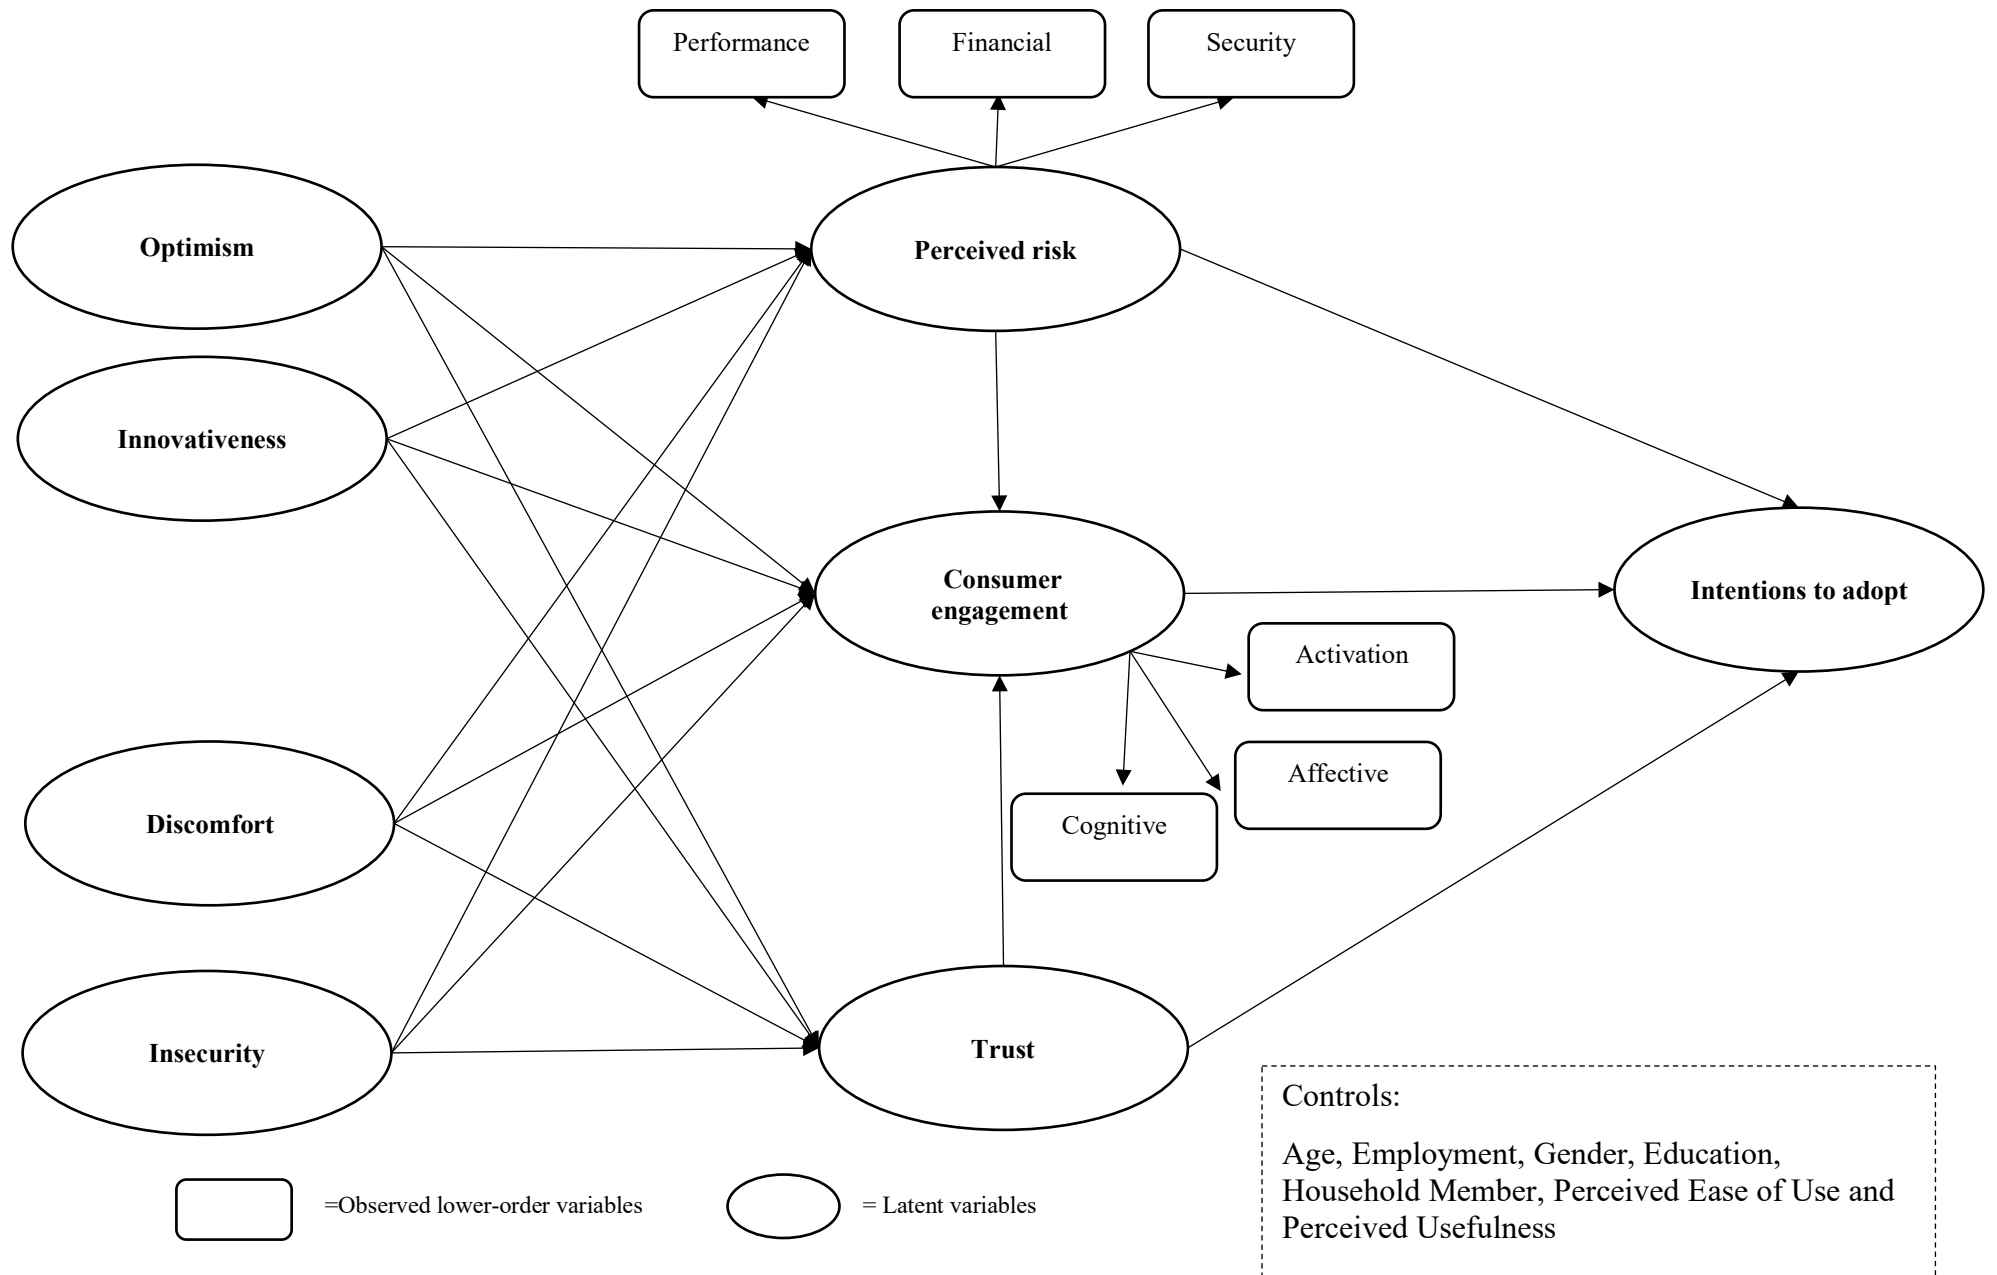 Performance
Financial
Security
Optimism
Perceived risk
Innovativeness
Consumer
engagement
Intentions to adopt
Activation
Affective
Discomfort
Cognitive
Insecurity
Trust
Controls:
Age, Employment, Gender, Education,
Household Member, Perceived Ease of Use and
Perceived Usefulness
=Observed lower-order variables
= Latent variables